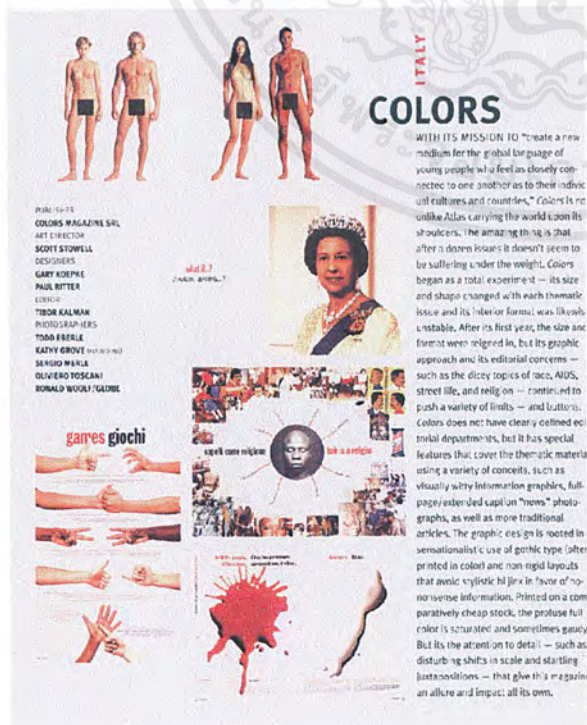 ITALY
COLORS
WITH ITS MISSION TO "create a new
medium for the global language of
young people who feel as closely con-
nected to one another as to their individ
ual cultures and countries," Colors is no
unlike Atlas carrying the world upon its
shoulders. The amazing thing is that
after a dozen issues it doesn't seem to
be suffering under the weight. Colors
began as a total experiment — its size
and shape changed with each thematic
issue and its interior format was likewis
unstable. After its first year, the size and
format were reigned in, but its graphic
approach and its editorial concerns —
such as the dicey topics of race, AIDS,
street life, and religion — continued to
push a variety of limits — and buttons.
Colors does not have clearly defined edi
torial departments, but it has special
features that cover the thematic materia
using a variety of conceits, such as
visually witty information graphics, full-
page/extended caption "news" photo-
graphs, as well as more traditional
articles. The graphic design is rooted in
sensationalistic use of gothic type (often
printed in color) and non-rigid layouts
that avoid stylistic hi jinx in favor of no-
nonsense information. Printed on a com
paratively cheap stock, the profuse full
color is saturated and sometimes gaudy
But its the attention to detail — such as
disturbing shifts in scale and startling
juxtapositions — that give this magazine
an allure and impact all its own.
PUBLISHER
COLORS MAGAZINE SRL
ART DIRECTOR
SCOTT STOWELL
DESIGNERS
GARY KOEPKE
PAUL RITTER
EDITOR
TIBOR KALMAN
PHOTOGRAPHERS
TODD EBERLE
KATHY GROVE
SERGIO MERLE
OLIVIERO TOSCANI
RONALD WOOLF/GLOBE
what if..?
games giochi
capelli come religione
hair is a religion